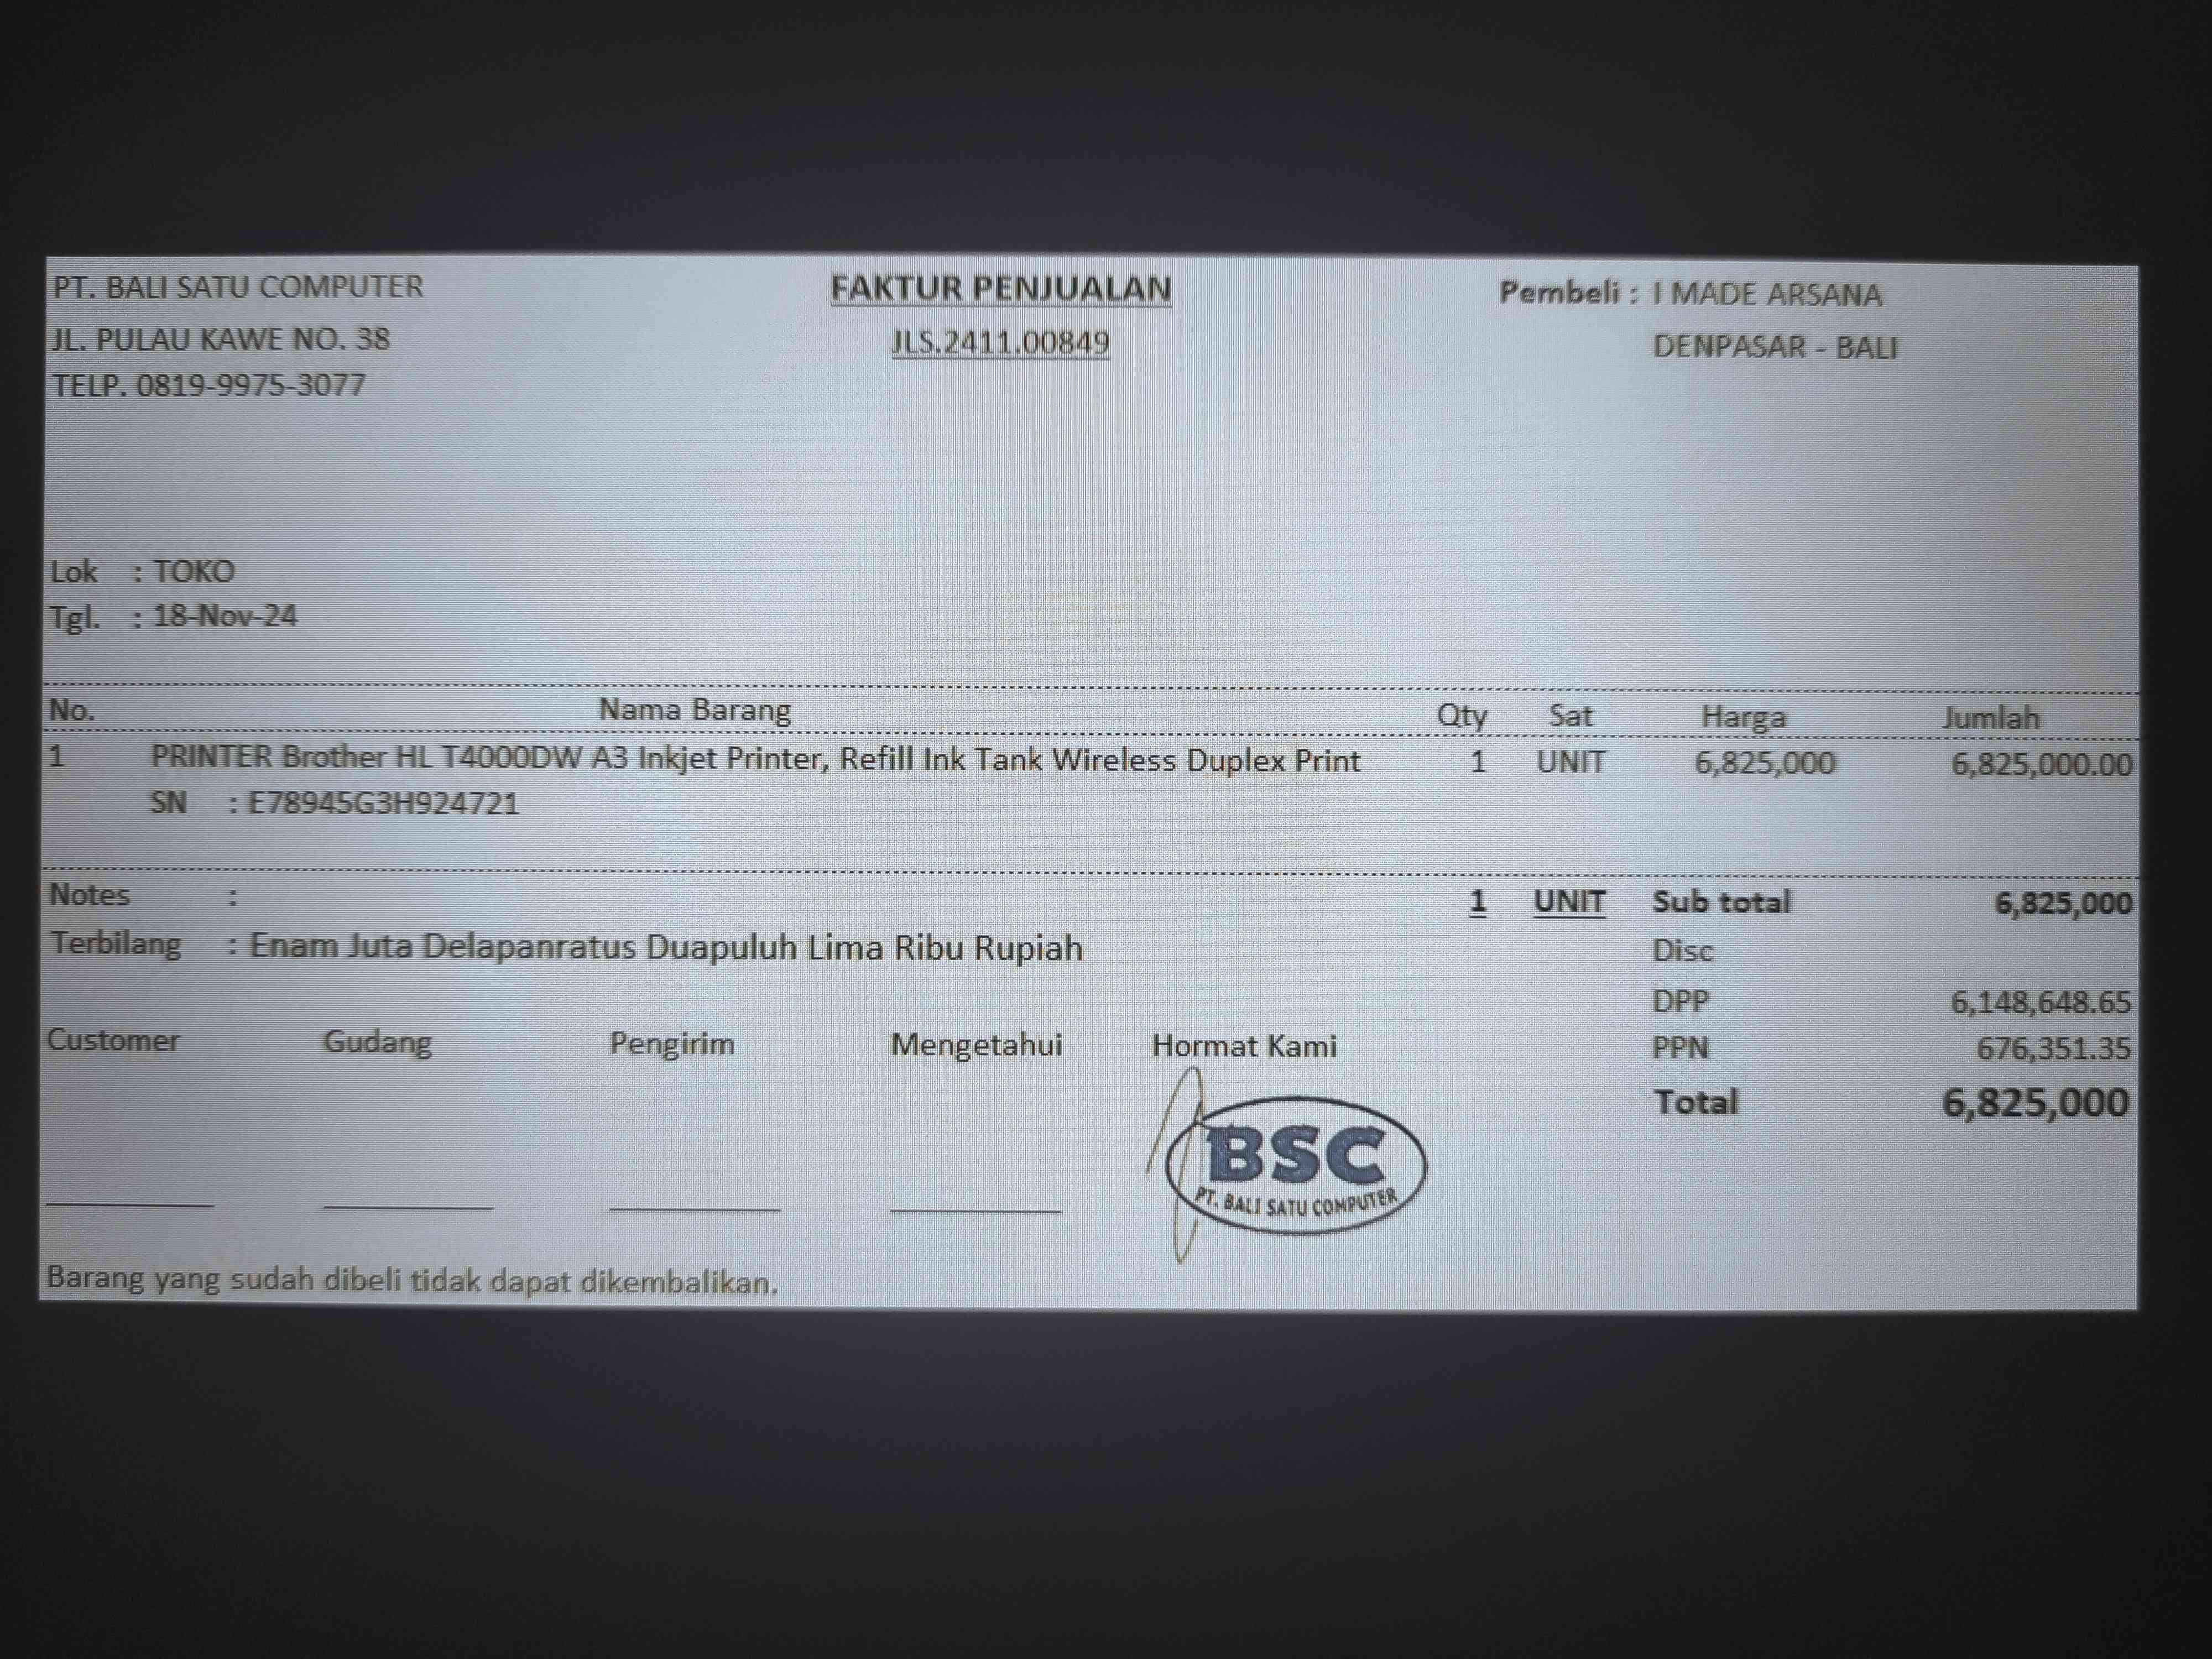 PT. BALI SATU COMPUTER
JL. PULAU KAWE NO. 38
TELP. 0819-9975-3077
FAKTUR PENJUALAN
JLS.2411.00849
Pembeli : I MADE ARSANA
DENPASAR - BALI
Lok : TOKO
Tgl. : 18-Nov-24
No. Nama Barang Qty Sat Harga Jumlah
1 PRINTER Brother HL T4000DW A3 Inkjet Printer, Refill Ink Tank Wireless Duplex Print 1 UNIT 6,825,000 6,825,000.00
SN : E78945G3H924721
Notes : 1 UNIT Sub total 6,825,000
Terbilang : Enam Juta Delapanratus Duapuluh Lima Ribu Rupiah Disc
DPP 6,148,648.65
Customer Gudang Pengirim Mengetahui Hormat Kami PPN 676,351.35
Total 6,825,000
BSC
PT. BALI SATU COMPUTER
Barang yang sudah dibeli tidak dapat dikembalikan.